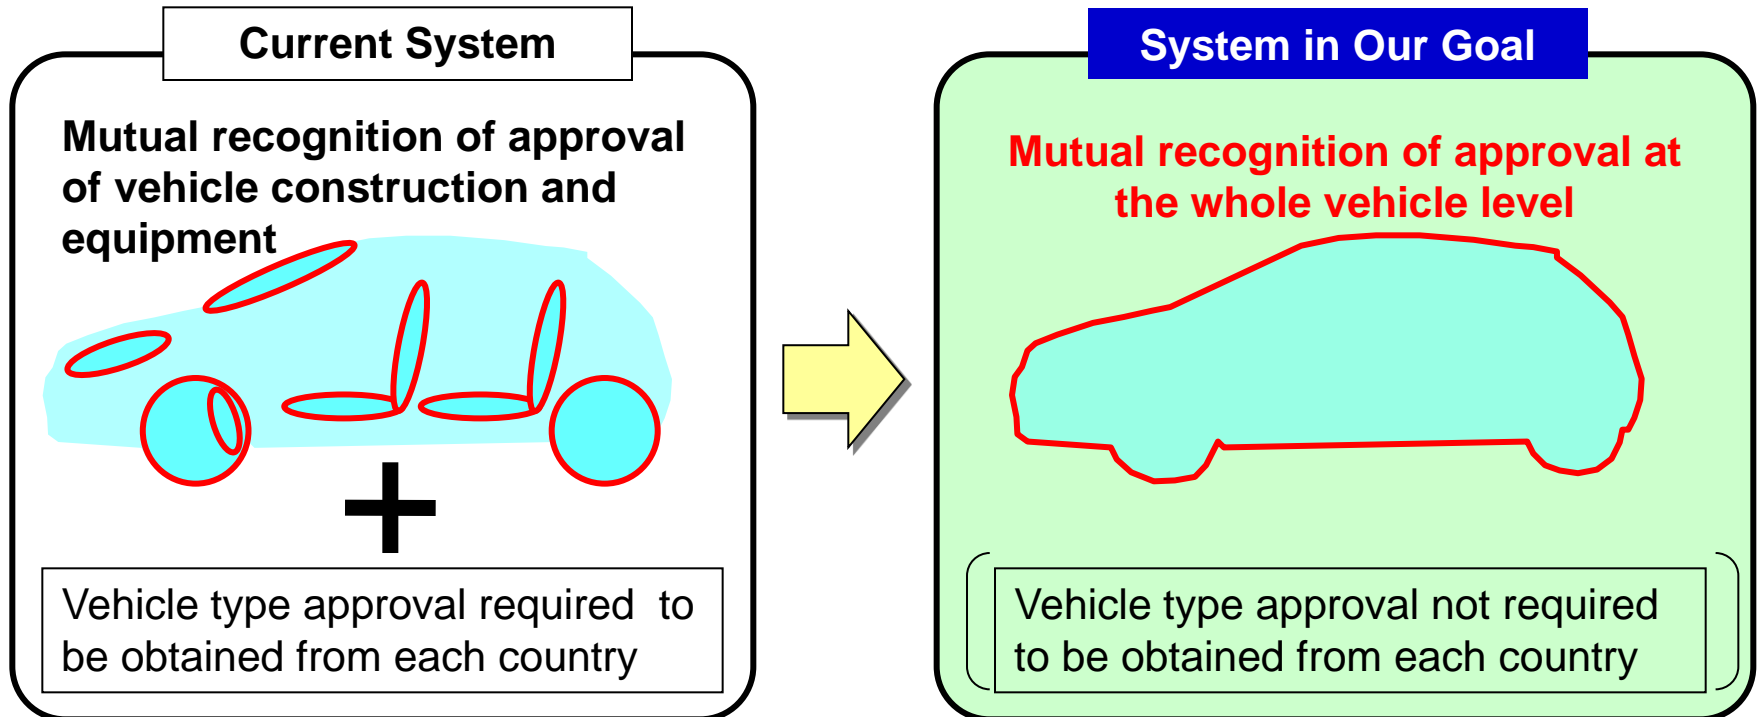 Current System
Mutual recognition of approval
of vehicle construction and
equipment
Vehicle type approval required  to
be obtained from each country
System in Our Goal
Mutual recognition of approval at
the whole vehicle level
Vehicle type approval not required
to be obtained from each country